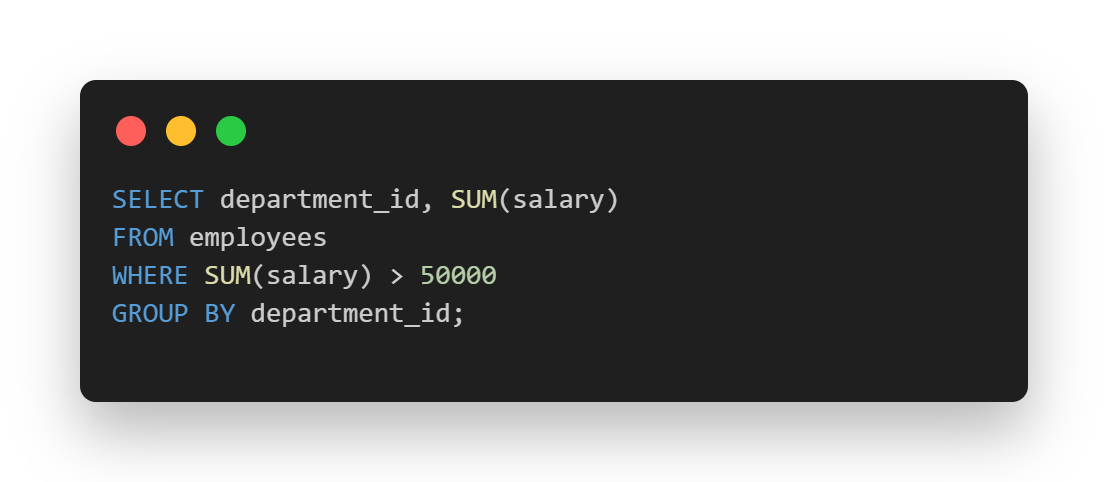 SELECT department_id, SUM(salary)
FROM employees
WHERE SUM(salary) > 50000
GROUP BY department_id;